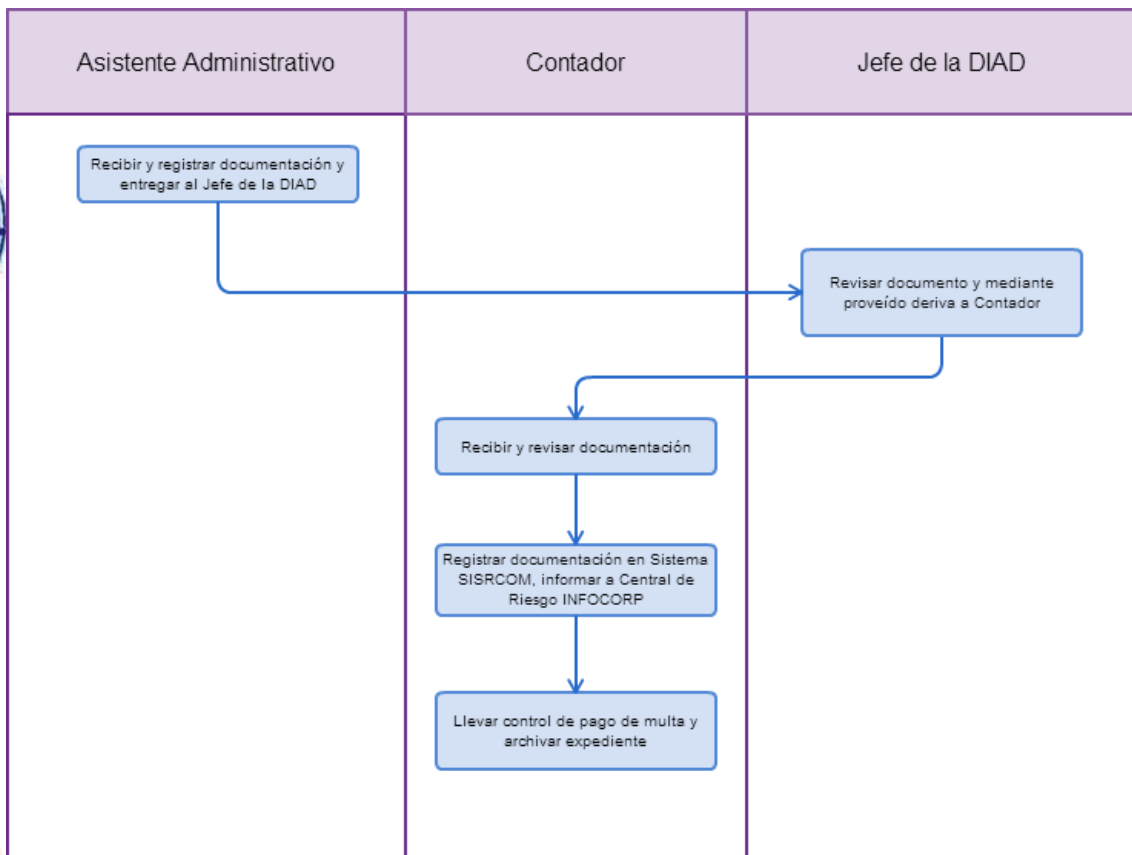 Asistente Administrativo
Contador
Jefe de la DIAD
Recibir y registrar documentación y
entregar al Jefe de la DIAD
Revisar documento y mediante
proveído deriva a Contador
Recibir y revisar documentación
Registrar documentación en Sistema
SISRCOM, informar a Central de
Riesgo INFOCORP
Llevar control de pago de multa y
archivar expediente